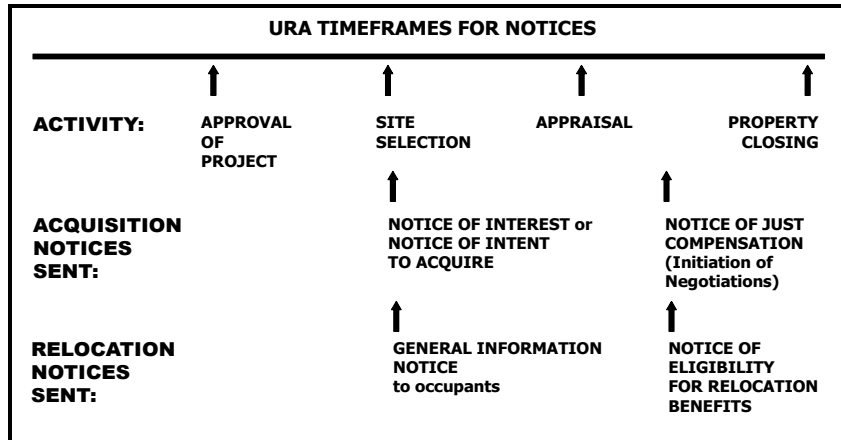 URA TIMEFRAMES FOR NOTICES
ACTIVITY:
APPROVAL
OF
PROJECT
SITE
SELECTION
APPRAISAL
PROPERTY
CLOSING
ACQUISITION
NOTICES
SENT:
NOTICE OF INTEREST or
NOTICE OF INTENT
TO ACQUIRE
NOTICE OF JUST
COMPENSATION
(Initiation of
Negotiations)
RELOCATION
NOTICES
SENT:
GENERAL INFORMATION
NOTICE
to occupants
NOTICE OF
ELIGIBILITY
FOR RELOCATION
BENEFITS